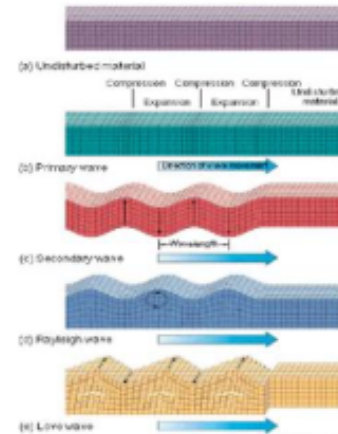 (a) Undisturbed material
Compression Compression Compression
Expansion Expansion Undisturbed
material
Primary wave
Direction of wave movement
Wavelength
(c) Secondary wave
(d) Rayleigh wave
(e) Love wave